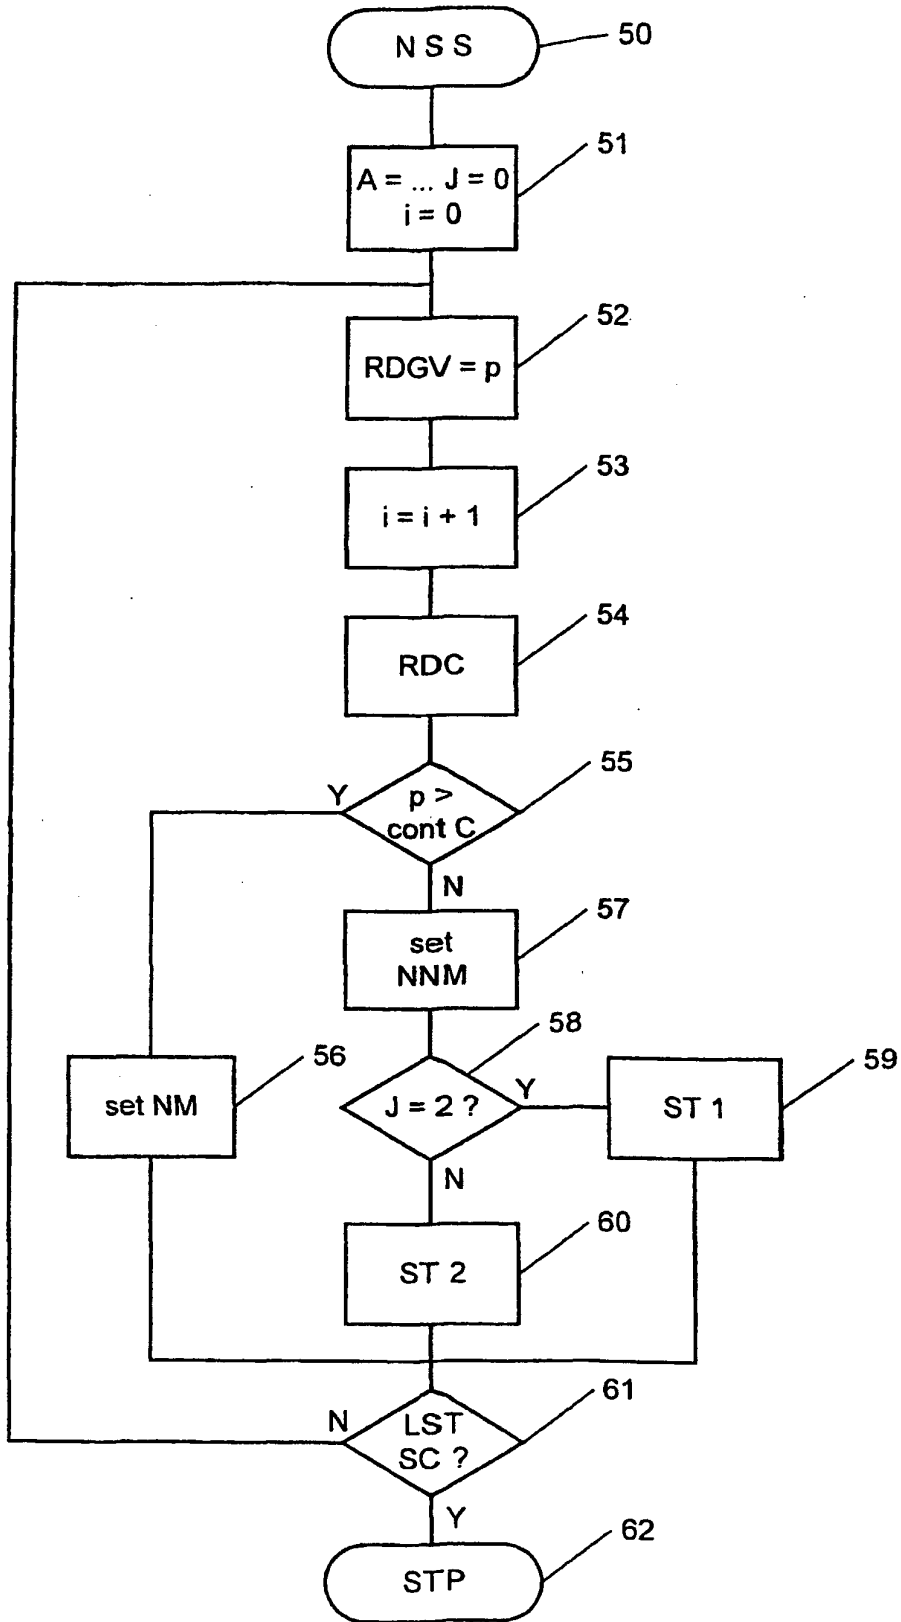 NSS
50
A = ... J = 0
i = 0
51
RDGV = p
52
i = i + 1
53
RDC
54
Y
p >
cont C
55
N
set
NNM
57
set NM
56
J = 2 ?
58
Y
ST 1
59
N
ST 2
60
N
LST
SC ?
61
Y
STP
62